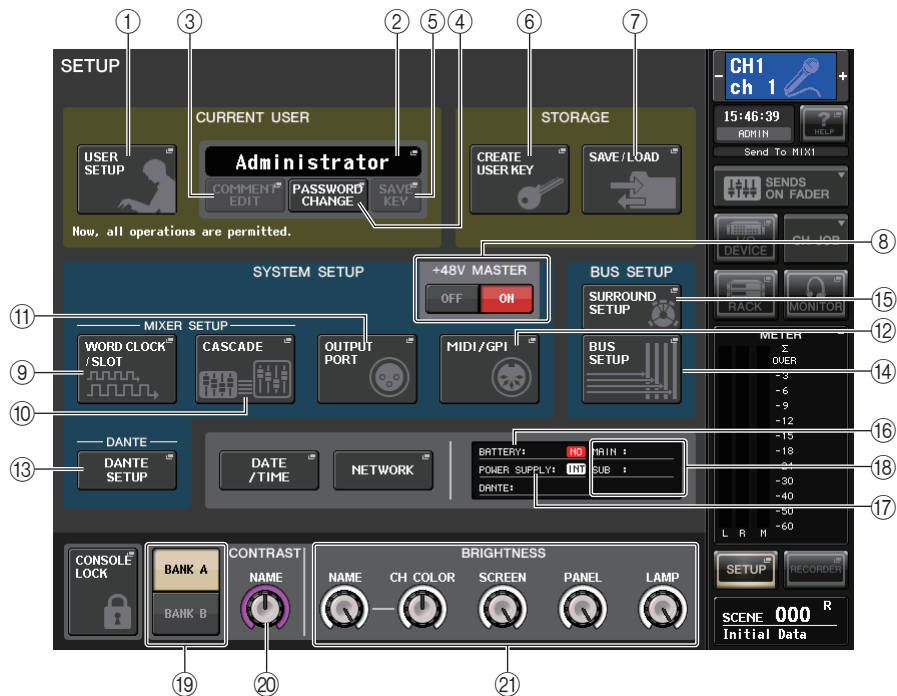 ① ③ ② ⑤ ④ ⑥ ⑦
SETUP
CURRENT USER
STORAGE
USER SETUP
Administrator
COMMENT EDIT
PASSWORD CHANGE
SAVE KEY
CREATE USER KEY
SAVE/LOAD
Now, all operations are permitted.
CH1
ch 1
- +
15:46:39
ADMIN
?
HELP
Send To MIX1
SENDS ON FADER
I/O DEVICE
CH JOB
RACK
MONITOR
⑧
SYSTEM SETUP
+48V MASTER
OFF
ON
BUS SETUP
SURROUND SETUP
⑮
⑪
⑫
MIXER SETUP
WORD CLOCK /SLOT
CASCADE
OUTPUT PORT
MIDI/GPI
BUS SETUP
⑨
⑩
⑭
METER
Σ
OVER
-3
-6
-9
-12
-15
-18
-24
-30
-40
-50
-60
L R M
DANTE
DANTE SETUP
⑬
DATE /TIME
NETWORK
BATTERY: NO
POWER SUPPLY: INT
DANTE:
MAIN :
SUB :
⑯
⑱
⑰
CONSOLE LOCK
BANK A
BANK B
CONTRAST
NAME
BRIGHTNESS
NAME
CH COLOR
SCREEN
PANEL
LAMP
SETUP
RECORDER
SCENE 000 R
Initial Data
⑲ ⑳ ㉑